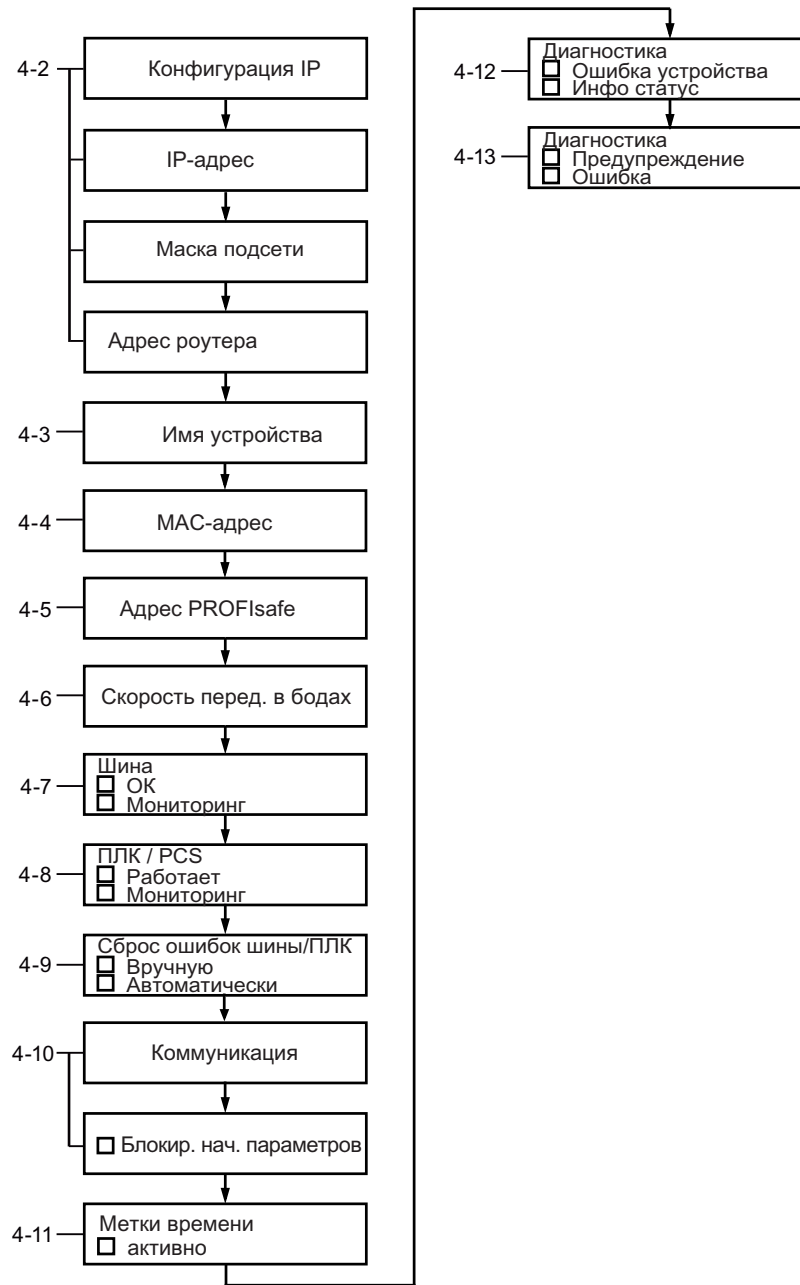 4-2
Конфигурация IP
IP-адрес
Маска подсети
Адрес роутера
4-3
Имя устройства
4-4
MAC-адрес
4-5
Адрес PROFIsafe
4-6
Скорость перед. в бодах
4-7
Шина
ОК
Мониторинг
4-8
ПЛК / PCS
Работает
Мониторинг
4-9
Сброс ошибок шины/ПЛК
Вручную
Автоматически
4-10
Коммуникация
Блокир. нач. параметров
4-11
Метки времени
активно
4-12
Диагностика
Ошибка устройства
Инфо статус
4-13
Диагностика
Предупреждение
Ошибка